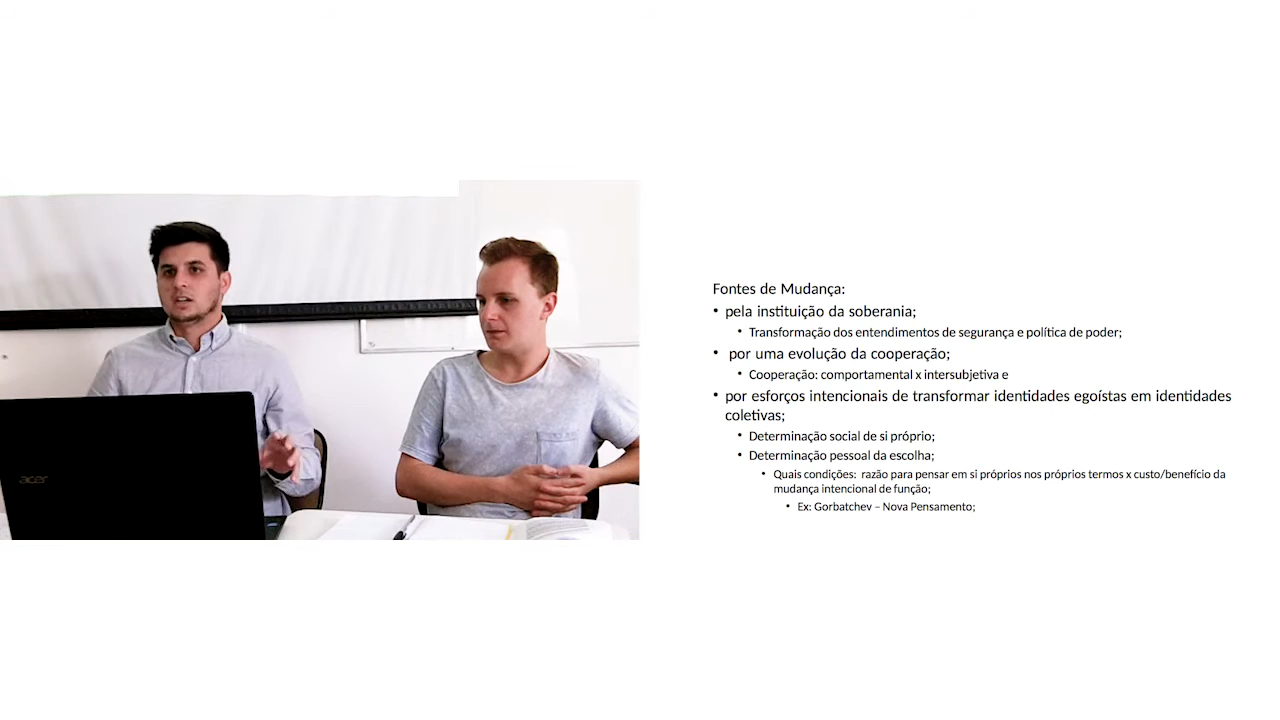 acer
Fontes de Mudança:
• pela instituição da soberania;
• Transformação dos entendimentos de segurança e política de poder;
• por uma evolução da cooperação;
• Cooperação: comportamental x intersubjetiva e
• por esforços intencionais de transformar identidades egoístas em identidades
coletivas;
• Determinação social de si próprio;
• Determinação pessoal da escolha;
• Quais condições: razão para pensar em si próprios nos próprios termos x custo/benefício da
mudança intencional de função;
• Ex: Gorbatchev – Nova Pensamento;